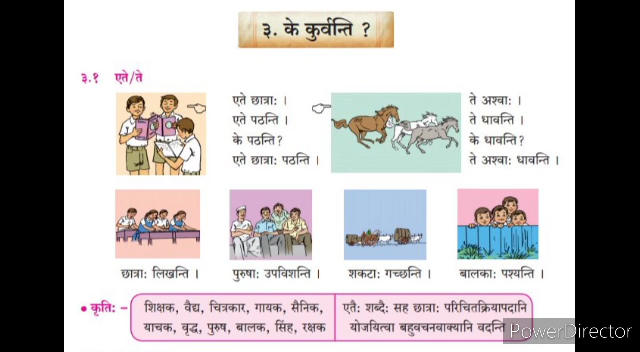 ३. के कुर्वन्ति ?
३.१ एते/ते
एते छात्राः ।
एते पठन्ति ।
के पठन्ति?
एते छात्राः पठन्ति ।
ते अश्वाः ।
ते धावन्ति ।
के धावन्ति?
ते अश्वाः धावन्ति ।
छात्राः लिखन्ति ।
पुरुषाः उपविशन्ति ।
शकटाः गच्छन्ति ।
बालकाः पश्यन्ति ।
• कृतिः –
शिक्षक, वैद्य, चित्रकार, गायक, सैनिक,
याचक, वृद्ध, पुरुष, बालक, सिंह, रक्षक
एतैः शब्दैः सह छात्राः परिचितक्रियापदानि
योजयित्वा बहुवचनवाक्यानि वदन्ति
PowerDirector